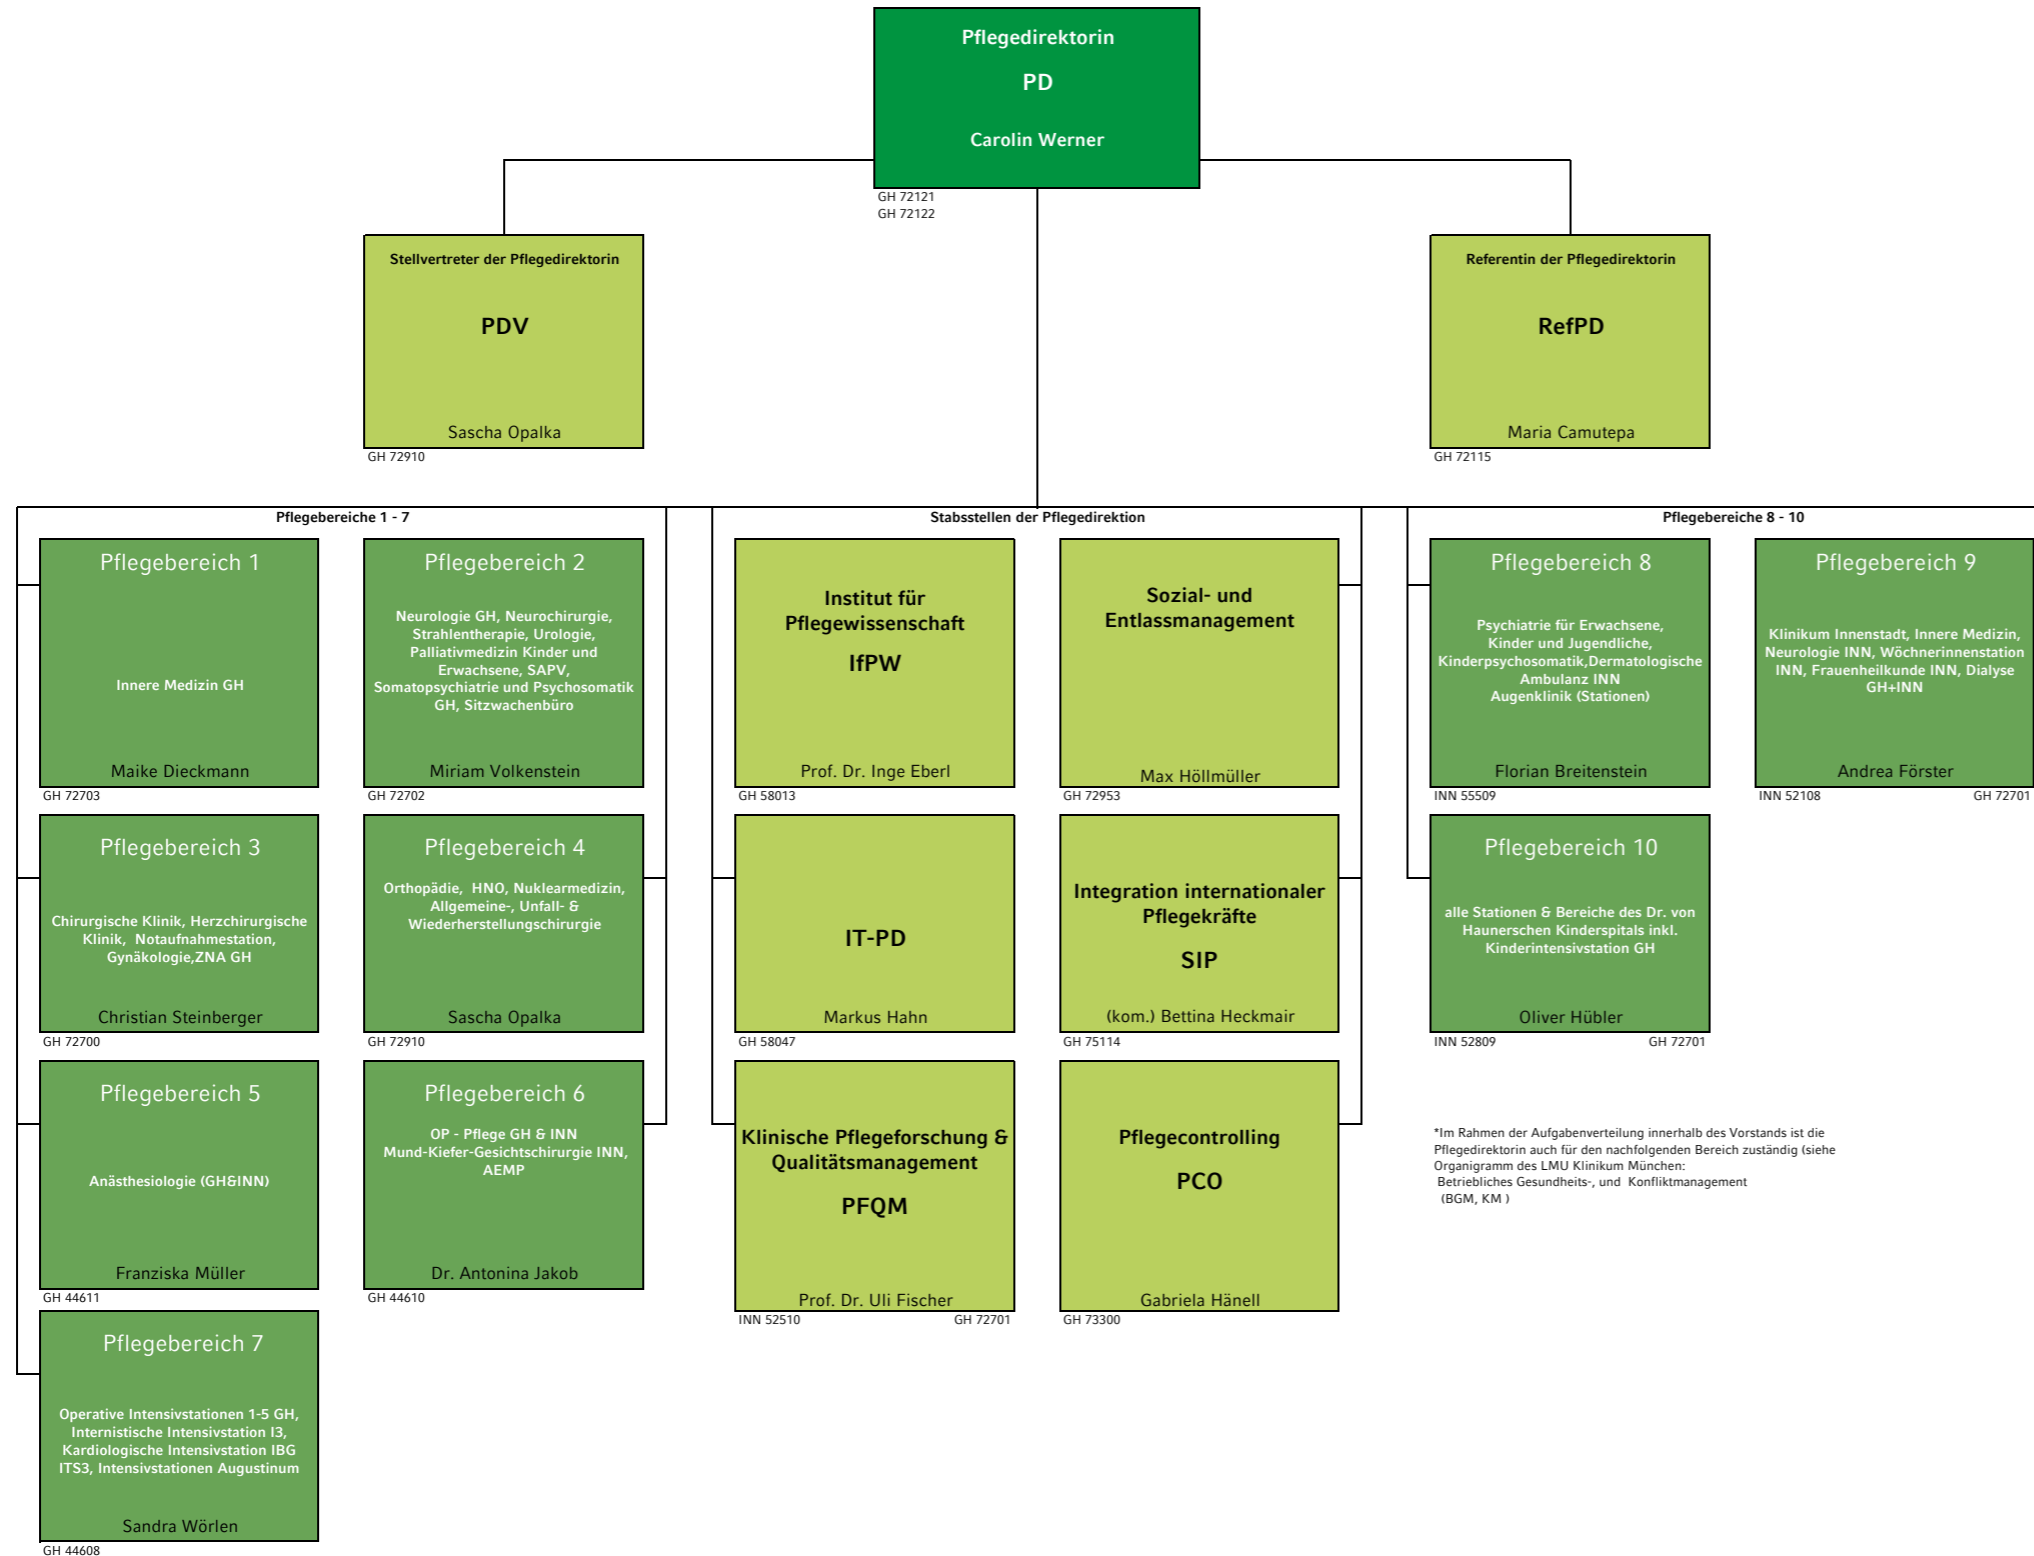 Pflegedirektorin
PD
Carolin Werner
GH 72121
GH 72122
Stellvertreter der Pflegedirektorin
PDV
Sascha Opalka
GH 72910
Referentin der Pflegedirektorin
RefPD
Maria Camutepa
GH 72115
Pflegebereiche 1 - 7
Pflegebereich 1
Innere Medizin GH
Maike Dieckmann
GH 72703
Pflegebereich 2
Neurologie GH, Neurochirurgie,
Strahlentherapie, Urologie,
Palliativmedizin Kinder und
Erwachsene, SAPV,
Somatopsychiatrie und Psychosomatik
GH, Sitzwachenbüro
Miriam Volkenstein
GH 72702
Pflegebereich 3
Chirurgische Klinik, Herzchirurgische
Klinik,  Notaufnahmestation,
Gynäkologie,ZNA GH
Christian Steinberger
GH 72700
Pflegebereich 4
Orthopädie,  HNO, Nuklearmedizin,
Allgemeine-, Unfall- &
Wiederherstellungschirurgie
Sascha Opalka
GH 72910
Pflegebereich 5
Anästhesiologie (GH&INN)
Franziska Müller
GH 44611
Pflegebereich 6
OP - Pflege GH & INN
Mund-Kiefer-Gesichtschirurgie INN,
AEMP
Dr. Antonina Jakob
GH 44610
Pflegebereich 7
Operative Intensivstationen 1-5 GH,
Internistische Intensivstation I3,
Kardiologische Intensivstation IBG
ITS3, Intensivstationen Augustinum
Sandra Wörlen
GH 44608
Stabsstellen der Pflegedirektion
Institut für
Pflegewissenschaft
IfPW
Prof. Dr. Inge Eberl
GH 58013
Sozial- und
Entlassmanagement
Max Höllmüller
GH 72953
IT-PD
Markus Hahn
GH 58047
Integration internationaler
Pflegekräfte
SIP
(kom.) Bettina Heckmair
GH 75114
Klinische Pflegeforschung &
Qualitätsmanagement
PFQM
Prof. Dr. Uli Fischer
INN 52510 GH 72701
Pflegecontrolling
PCO
Gabriela Hänell
GH 73300
Pflegebereiche 8 - 10
Pflegebereich 8
Psychiatrie für Erwachsene,
Kinder und Jugendliche,
Kinderpsychosomatik,Dermatologische
Ambulanz INN
Augenklinik (Stationen)
Florian Breitenstein
INN 55509
Pflegebereich 9
Klinikum Innenstadt, Innere Medizin,
Neurologie INN, Wöchnerinnenstation
INN, Frauenheilkunde INN, Dialyse
GH+INN
Andrea Förster
INN 52108 GH 72701
Pflegebereich 10
alle Stationen & Bereiche des Dr. von
Haunerschen Kinderspitals inkl.
Kinderintensivstation GH
Oliver Hübler
INN 52809 GH 72701
*Im Rahmen der Aufgabenverteilung innerhalb des Vorstands ist die
Pflegedirektorin auch für den nachfolgenden Bereich zuständig (siehe
Organigramm des LMU Klinikum München:
Betriebliches Gesundheits-, und  Konfliktmanagement
(BGM, KM )